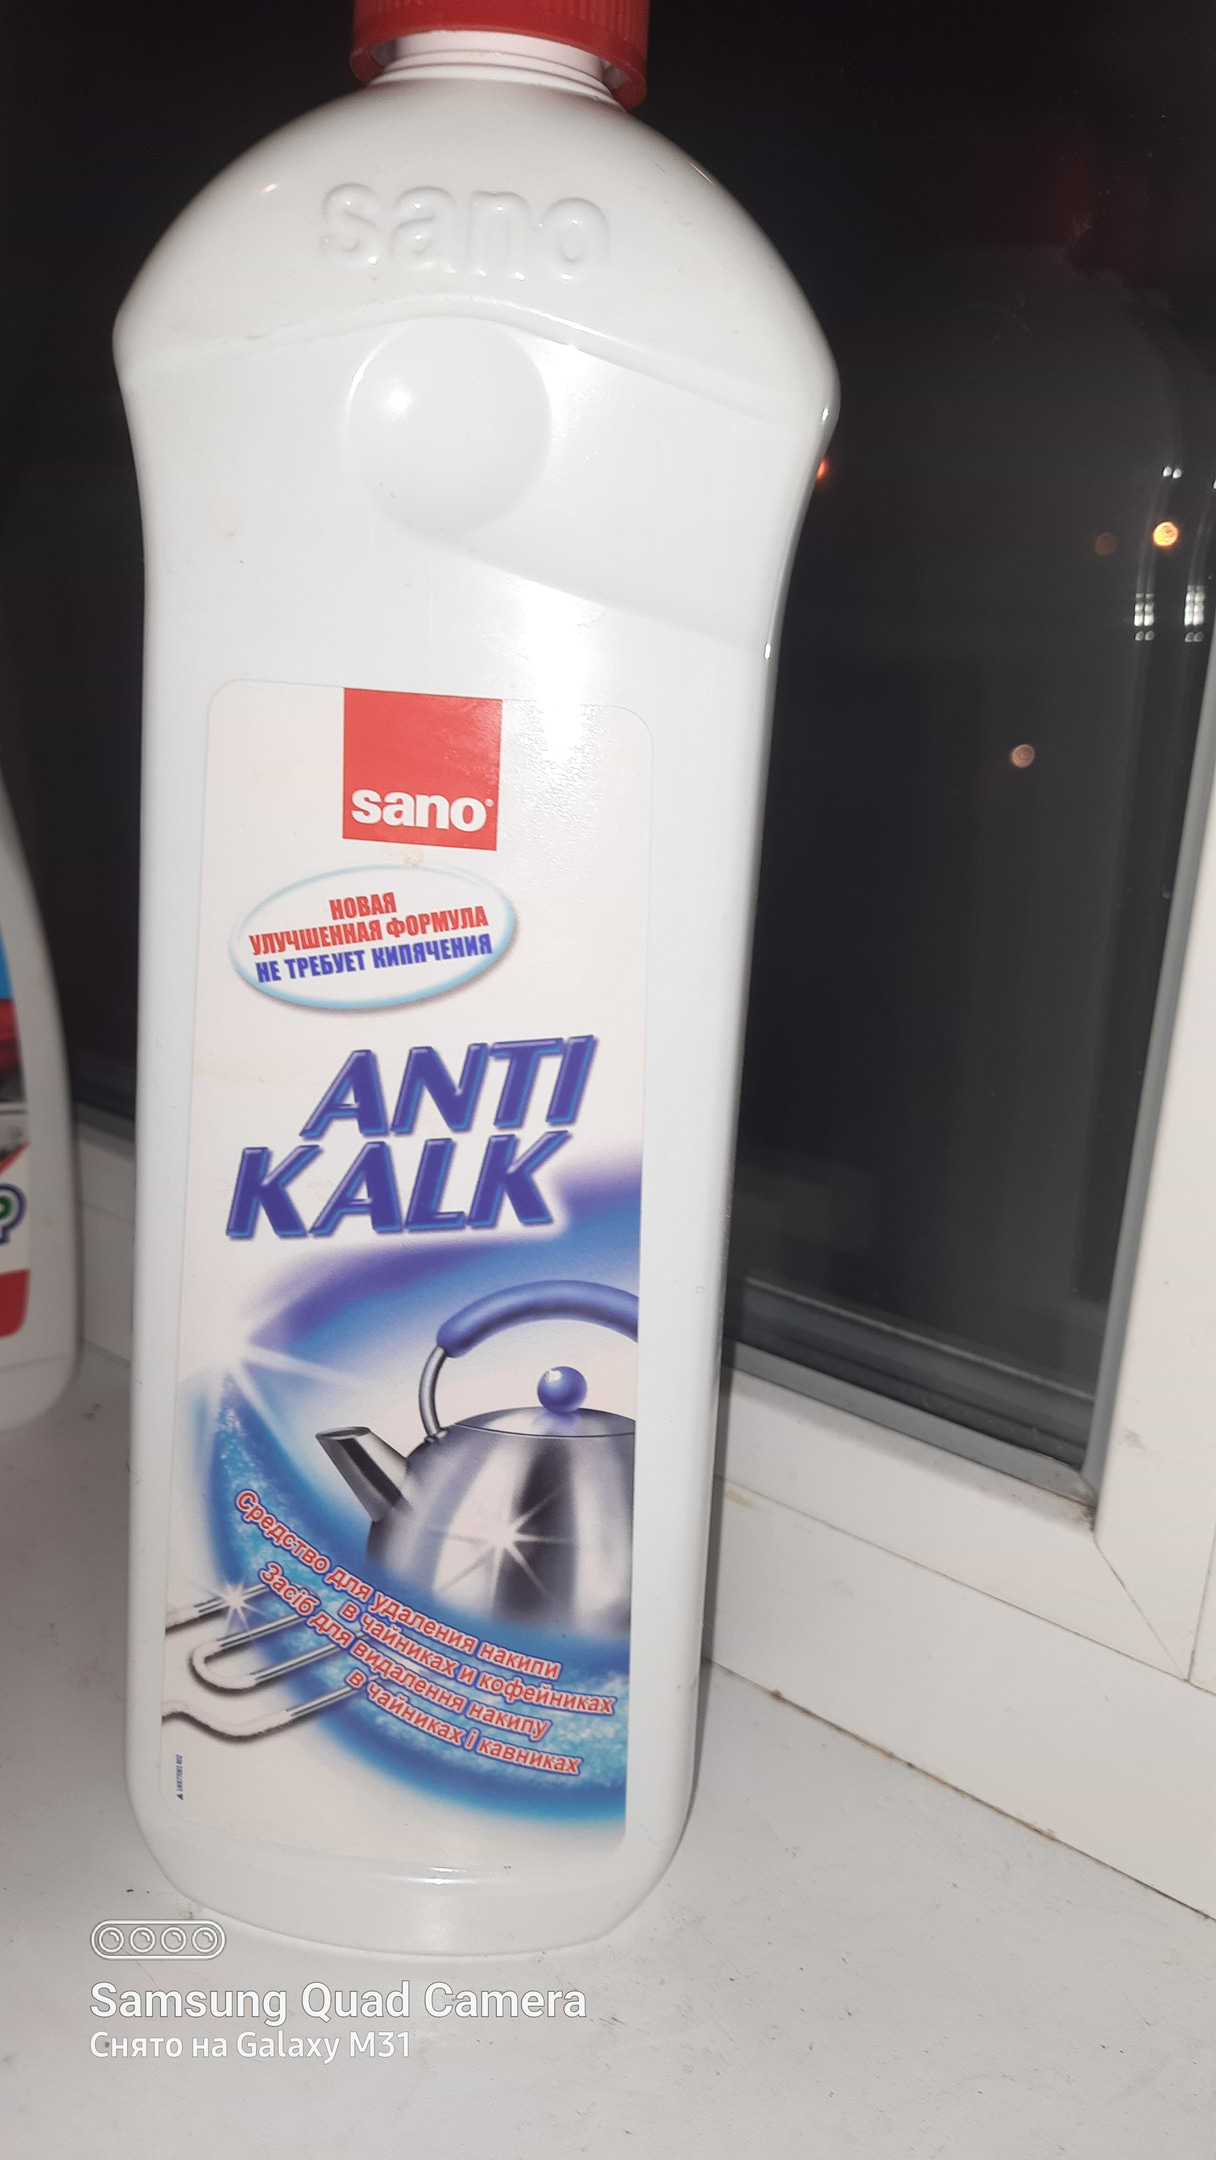 sano
sano
НОВАЯ
УЛУЧШЕННАЯ ФОРМУЛА
НЕ ТРЕБУЕТ КИПЯЧЕНИЯ
ANTI
KALK
Средство для удаления накипи
в чайниках и кофейниках
Засіб для видалення накипу
в чайниках і кавниках
Samsung Quad Camera
Снято на Galaxy M31